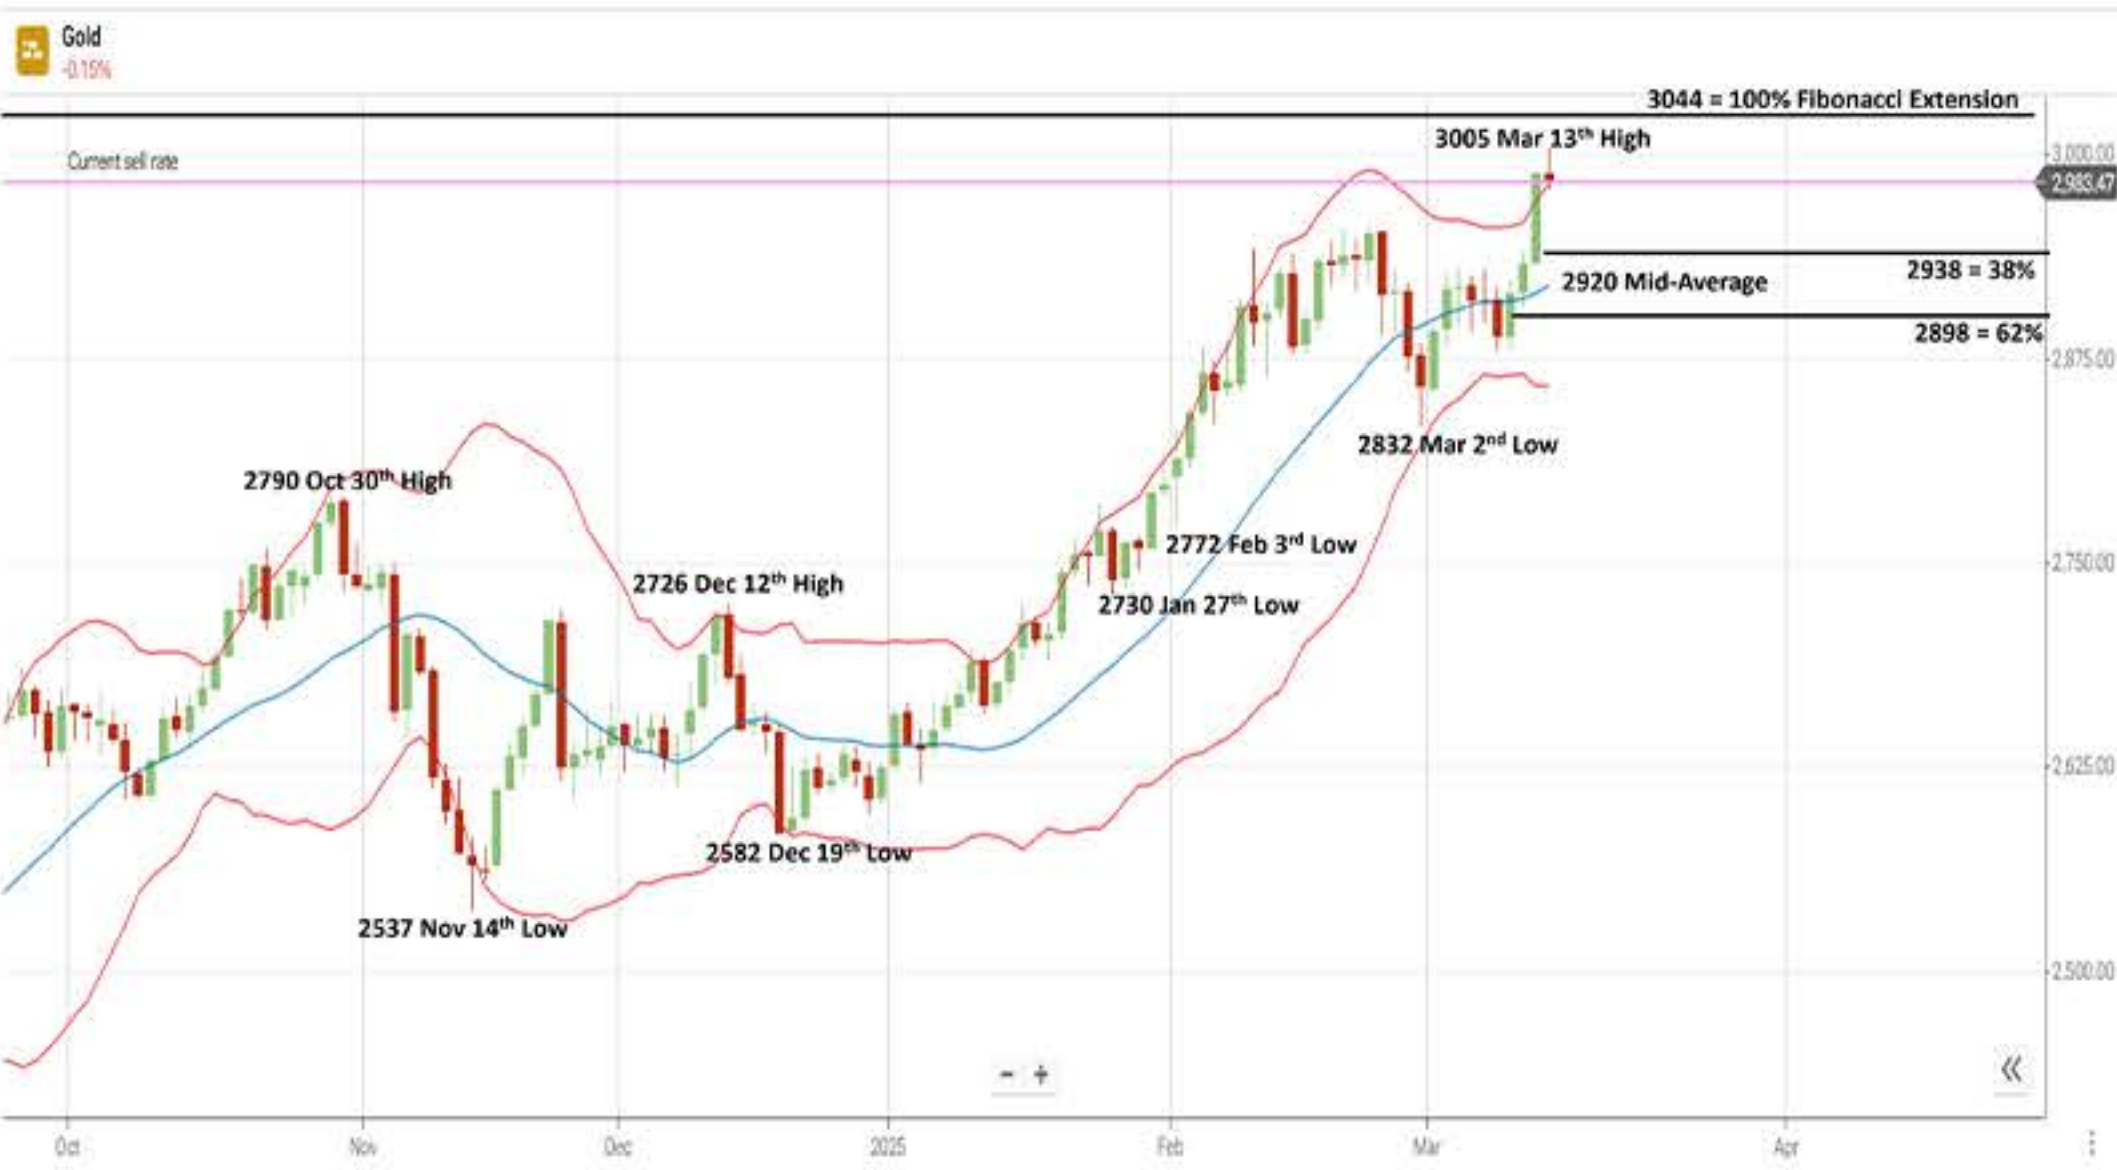 Gold
-0.15%
3044 = 100% Fibonacci Extension
3005 Mar 13th High
Current sell rate
3,000.00
2,983.47
2938 = 38%
2920 Mid-Average
2898 = 62%
2,875.00
2832 Mar 2nd Low
2790 Oct 30th High
2772 Feb 3rd Low
2,750.00
2726 Dec 12th High
2730 Jan 27th Low
2,625.00
2582 Dec 19th Low
2537 Nov 14th Low
2,500.00
- +
«
Oct Nov Dec 2025 Feb Mar Apr